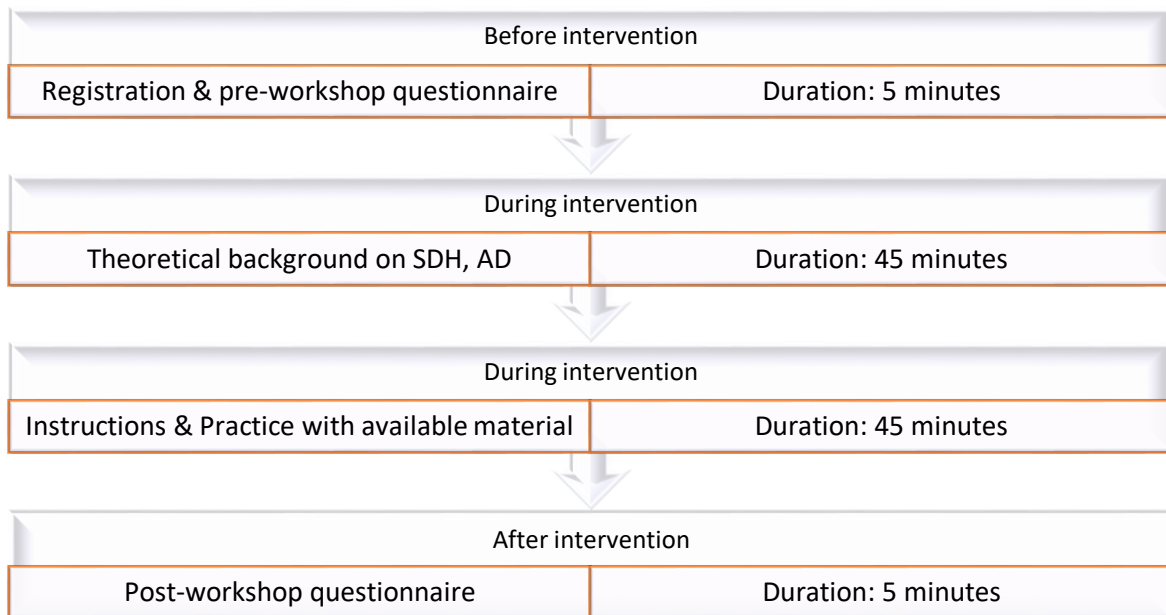 Before intervention
Registration & pre-workshop questionnaire
Duration: 5 minutes
During intervention
Theoretical background on SDH, AD
Duration: 45 minutes
During intervention
Instructions & Practice with available material
Duration: 45 minutes
After intervention
Post-workshop questionnaire
Duration: 5 minutes